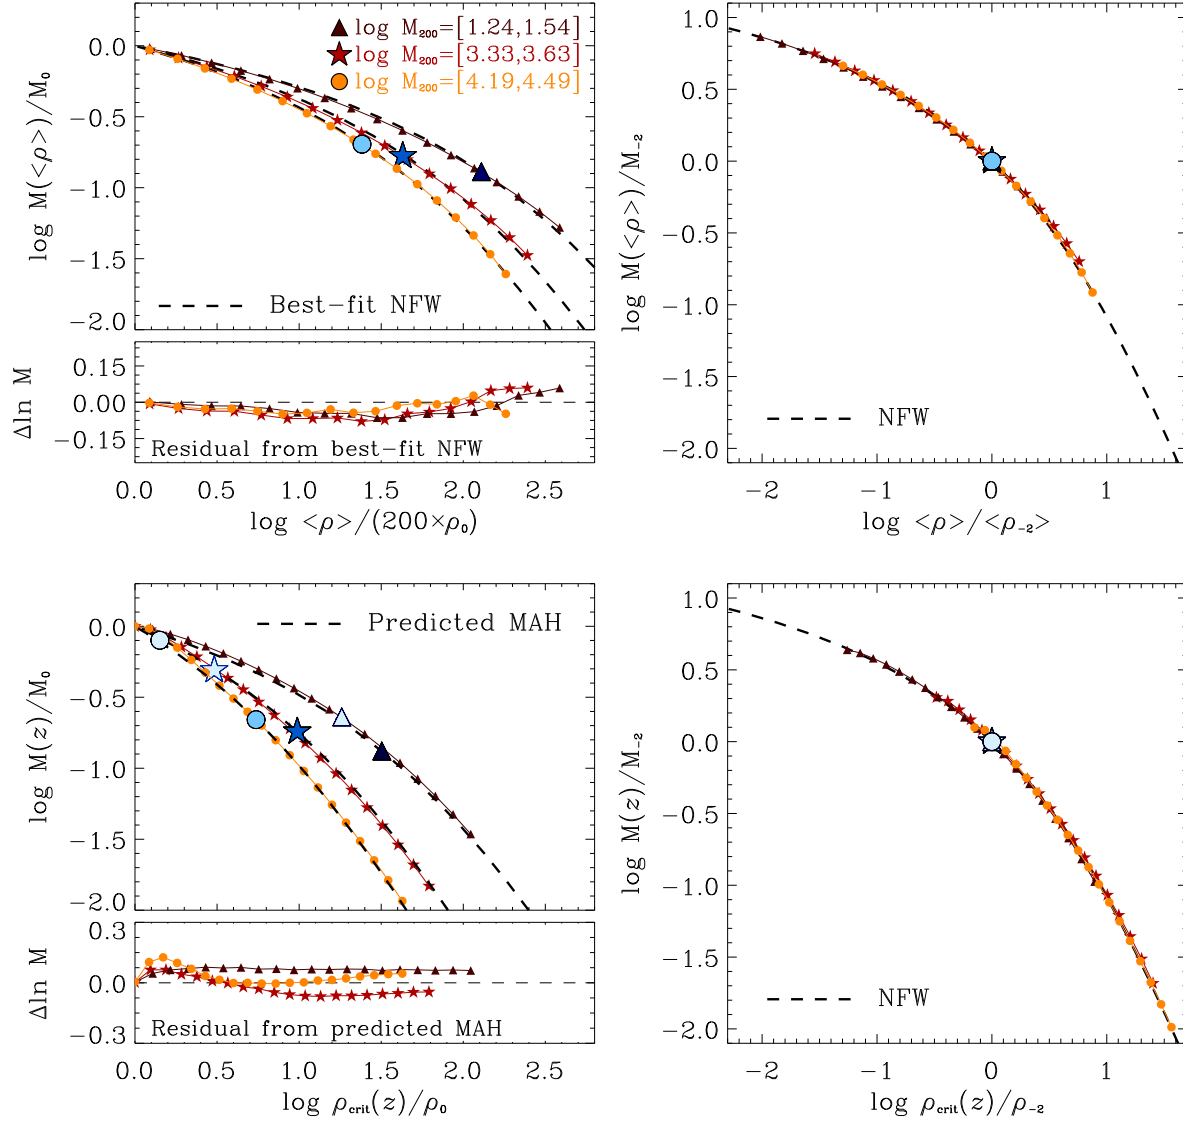 log M₂₀₀=[1.24,1.54]
log M₂₀₀=[3.33,3.63]
log M₂₀₀=[4.19,4.49]
0.0
−0.5
−1.0
−1.5
−2.0
log M(<ρ>)/M₀
Best−fit NFW
0.15
0.00
−0.15
Δln M
Residual from best−fit NFW
0.0 0.5 1.0 1.5 2.0 2.5
log <ρ>/(200×ρ₀)
1.0
0.5
0.0
−0.5
−1.0
−1.5
−2.0
log M(<ρ>)/M₋₂
NFW
−2 −1 0 1
log <ρ>/<ρ₋₂>
Predicted MAH
0.0
−0.5
−1.0
−1.5
−2.0
log M(z)/M₀
0.3
0.0
−0.3
Δln M
Residual from predicted MAH
0.0 0.5 1.0 1.5 2.0 2.5
log ρcrit(z)/ρ₀
1.0
0.5
0.0
−0.5
−1.0
−1.5
−2.0
log M(z)/M₋₂
NFW
−2 −1 0 1
log ρcrit(z)/ρ₋₂